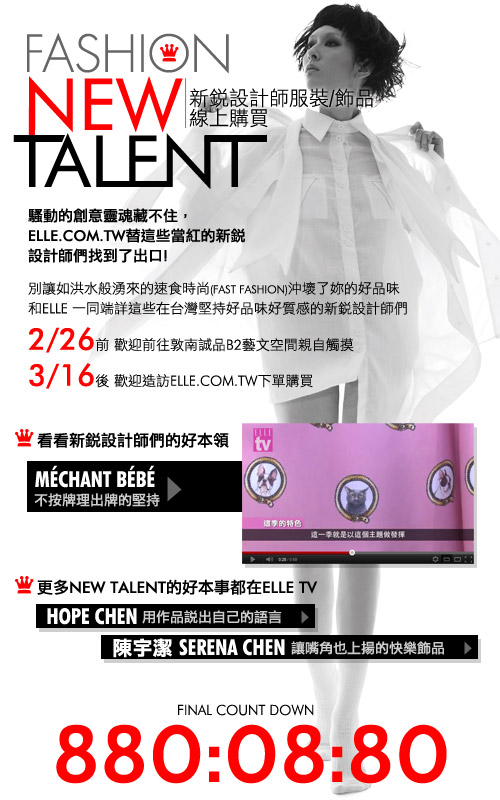 FASHION
NEW
新銳設計師服裝/飾品
線上購買
TALENT
騷動的創意靈魂藏不住，
ELLE.COM.TW替這些當紅的新銳
設計師們找到了出口!
別讓如洪水般湧來的速食時尚(FAST FASHION)沖壞了妳的好品味
和ELLE 一同端詳這些在台灣堅持好品味好質感的新銳設計師們
2/26前 歡迎前往敦南誠品B2藝文空間親自觸摸
3/16後 歡迎造訪ELLE.COM.TW下單購買
看看新銳設計師們的好本領
MÉCHANT BÉBÉ
不按牌理出牌的堅持
ELLE
tv
這季的特色
這一季就是以這個主題做發揮
更多NEW TALENT的好本事都在ELLE TV
HOPE CHEN 用作品說出自己的語言
陳宇潔 SERENA CHEN 讓嘴角也上揚的快樂飾品
FINAL COUNT DOWN
880:08:80